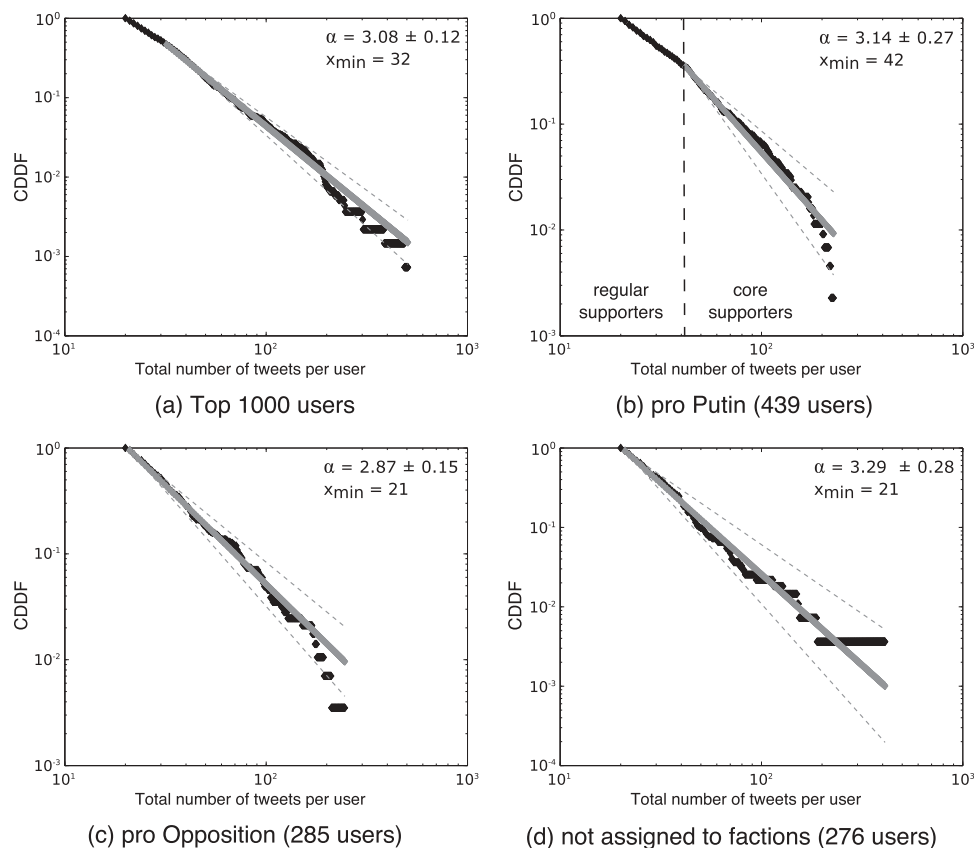 10^0
10^-1
10^-2
10^-3
10^-4
CDDF
α = 3.08 ± 0.12
x_min = 32
10^1
10^2
10^3
Total number of tweets per user
(a) Top 1000 users
10^0
10^-1
10^-2
10^-3
CDDF
α = 3.14 ± 0.27
x_min = 42
regular
supporters
core
supporters
10^1
10^2
10^3
Total number of tweets per user
(b) pro Putin (439 users)
10^0
10^-1
10^-2
10^-3
CDDF
α = 2.87 ± 0.15
x_min = 21
10^1
10^2
10^3
Total number of tweets per user
(c) pro Opposition (285 users)
10^0
10^-1
10^-2
10^-3
10^-4
CDDF
α = 3.29 ± 0.28
x_min = 21
10^1
10^2
10^3
Total number of tweets per user
(d) not assigned to factions (276 users)